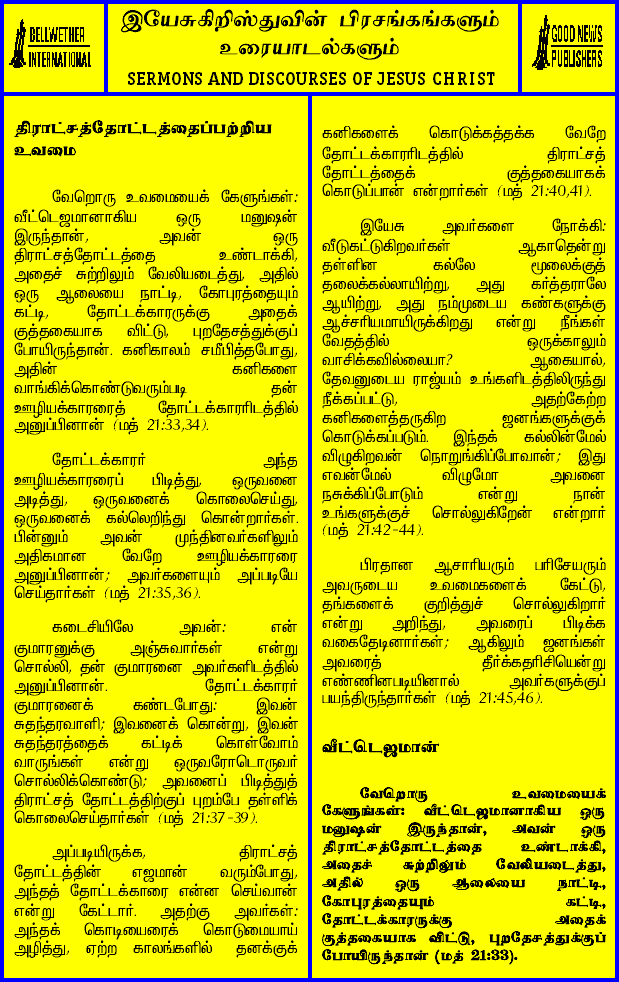 BELLWETHER
INTERNATIONAL
இயேசுகிறிஸ்துவின் பிரசங்கங்களும்
உரையாடல்களும்
SERMONS AND DISCOURSES OF JESUS CHRIST
GOOD NEWS
PUBLISHERS
திராட்சத்தோட்டத்தைப்பற்றிய
உவமை
வேறொரு உவமையைக் கேளுங்கள்:
வீட்டெஜமானாகிய ஒரு மனுஷன்
இருந்தான், அவன் ஒரு
திராட்சத்தோட்டத்தை உண்டாக்கி,
அதைச் சுற்றிலும் வேலியடைத்து, அதில்
ஒரு ஆலையை நாட்டி, கோபுரத்தையும்
கட்டி, தோட்டக்காரருக்கு அதைக்
குத்தகையாக விட்டு, புறதேசத்துக்குப்
போயிருந்தான். கனிகாலம் சமீபித்தபோது,
அதின் கனிகளை
வாங்கிக்கொண்டுவரும்படி தன்
ஊழியக்காரரைத் தோட்டக்காரரிடத்தில்
அனுப்பினான் (மத் 21:33,34).
தோட்டக்காரர் அந்த
ஊழியக்காரரைப் பிடித்து, ஒருவனை
அடித்து, ஒருவனைக் கொலைசெய்து,
ஒருவனைக் கல்லெறிந்து கொன்றார்கள்.
பின்னும் அவன் முந்தினவர்களிலும்
அதிகமான வேறே ஊழியக்காரரை
அனுப்பினான்; அவர்களையும் அப்படியே
செய்தார்கள் (மத் 21:35,36).
கடைசியிலே அவன்: என்
குமாரனுக்கு அஞ்சுவார்கள் என்று
சொல்லி, தன் குமாரனை அவர்களிடத்தில்
அனுப்பினான். தோட்டக்காரர்
குமாரனைக் கண்டபோது: இவன்
சுதந்தரவாளி; இவனைக் கொன்று, இவன்
சுதந்தரத்தைக் கட்டிக் கொள்வோம்
வாருங்கள் என்று ஒருவரோடொருவர்
சொல்லிக்கொண்டு; அவனைப் பிடித்துத்
திராட்சத் தோட்டத்திற்குப் புறம்பே தள்ளிக்
கொலைசெய்தார்கள் (மத் 21:37-39).
அப்படியிருக்க, திராட்சத்
தோட்டத்தின் எஜமான் வரும்போது,
அந்தத் தோட்டக்காரரை என்ன செய்வான்
என்று கேட்டார். அதற்கு அவர்கள்:
அந்தக் கொடியரைக் கொடுமையாய்
அழித்து, ஏற்ற காலங்களில் தனக்குக்
கனிகளைக் கொடுக்கத்தக்க வேறே
தோட்டக்காரரிடத்தில் திராட்சத்
தோட்டத்தைக் குத்தகையாகக்
கொடுப்பான் என்றார்கள் (மத் 21:40,41).
இயேசு அவர்களை நோக்கி:
வீடுகட்டுகிறவர்கள் ஆகாதென்று
தள்ளின கல்லே மூலைக்குத்
தலைக்கல்லாயிற்று, அது கர்த்தராலே
ஆயிற்று, அது நம்முடைய கண்களுக்கு
ஆச்சரியமாயிருக்கிறது என்று நீங்கள்
வேதத்தில் ஒருக்காலும்
வாசிக்கவில்லையா? ஆகையால்,
தேவனுடைய ராஜ்யம் உங்களிடத்திலிருந்து
நீக்கப்பட்டு, அதற்கேற்ற
கனிகளைத்தருகிற ஜனங்களுக்குக்
கொடுக்கப்படும். இந்தக் கல்லின்மேல்
விழுகிறவன் நொறுங்கிப்போவான்; இது
எவன்மேல் விழுமோ அவனை
நசுக்கிப்போடும் என்று நான்
உங்களுக்குச் சொல்லுகிறேன் என்றார்
(மத் 21:42-44).
பிரதான ஆசாரியரும் பரிசேயரும்
அவருடைய உவமைகளைக் கேட்டு,
தங்களைக் குறித்துச் சொல்லுகிறார்
என்று அறிந்து, அவரைப் பிடிக்க
வகைதேடினார்கள்; ஆகிலும் ஜனங்கள்
அவரைத் தீர்க்கதரிசியென்று
எண்ணினபடியினால் அவர்களுக்குப்
பயந்திருந்தார்கள் (மத் 21:45,46).
வீட்டெஜமான்
வேறொரு உவமையைக்
கேளுங்கள்: வீட்டெஜமானாகிய ஒரு
மனுஷன் இருந்தான், அவன் ஒரு
திராட்சத்தோட்டத்தை உண்டாக்கி,
அதைச் சுற்றிலும் வேலியடைத்து,
அதில் ஒரு ஆலையை நாட்டி,
கோபுரத்தையும் கட்டி,
தோட்டக்காரருக்கு அதைக்
குத்தகையாக விட்டு, புறதேசத்துக்குப்
போயிருந்தான் (மத் 21:33).